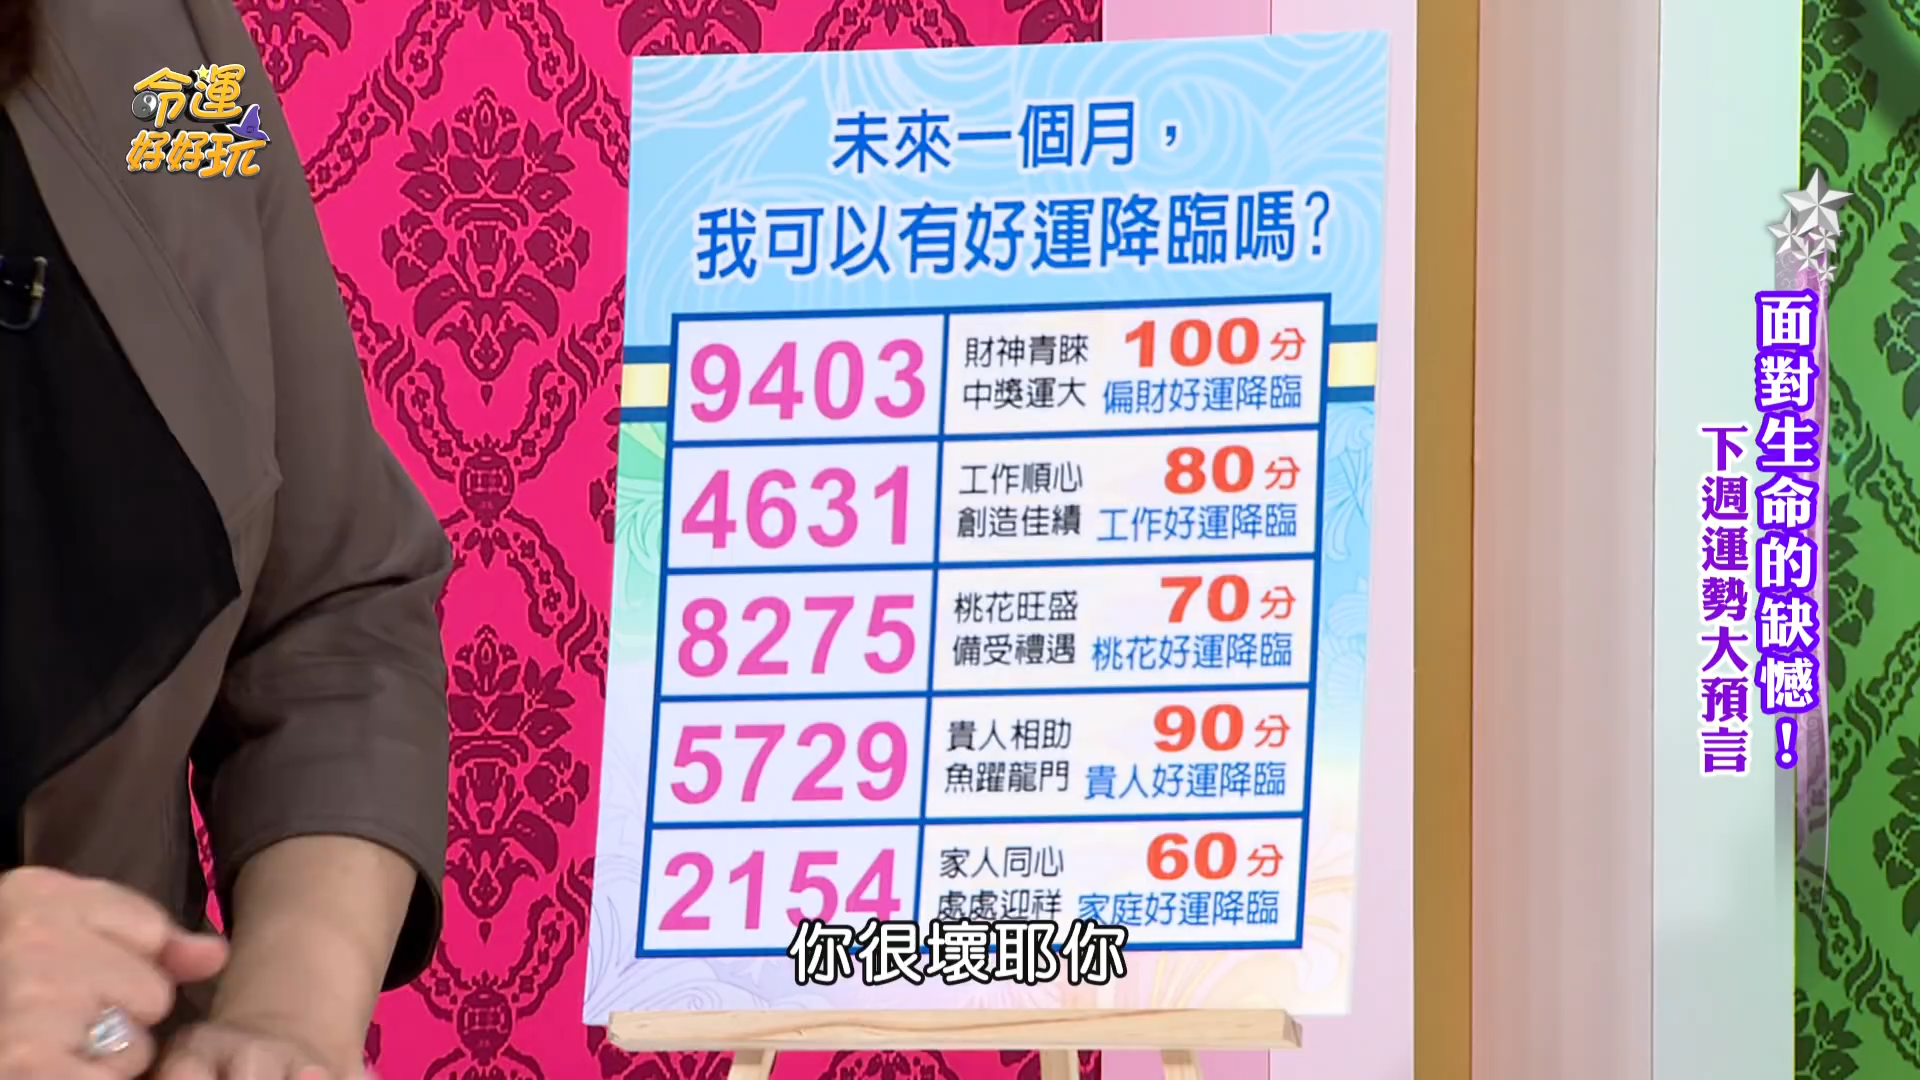 命運
好好玩
未來一個月，
我可以有好運降臨嗎?
9403
財神青睞
中獎運大
100分
偏財好運降臨
4631
工作順心
創造佳績
80分
工作好運降臨
8275
桃花旺盛
備受禮遇
70分
桃花好運降臨
5729
貴人相助
魚躍龍門
90分
貴人好運降臨
2154
家人同心
處處迎祥
60分
家庭好運降臨
面對生命的缺憾！
下週運勢大預言
你很壞耶你